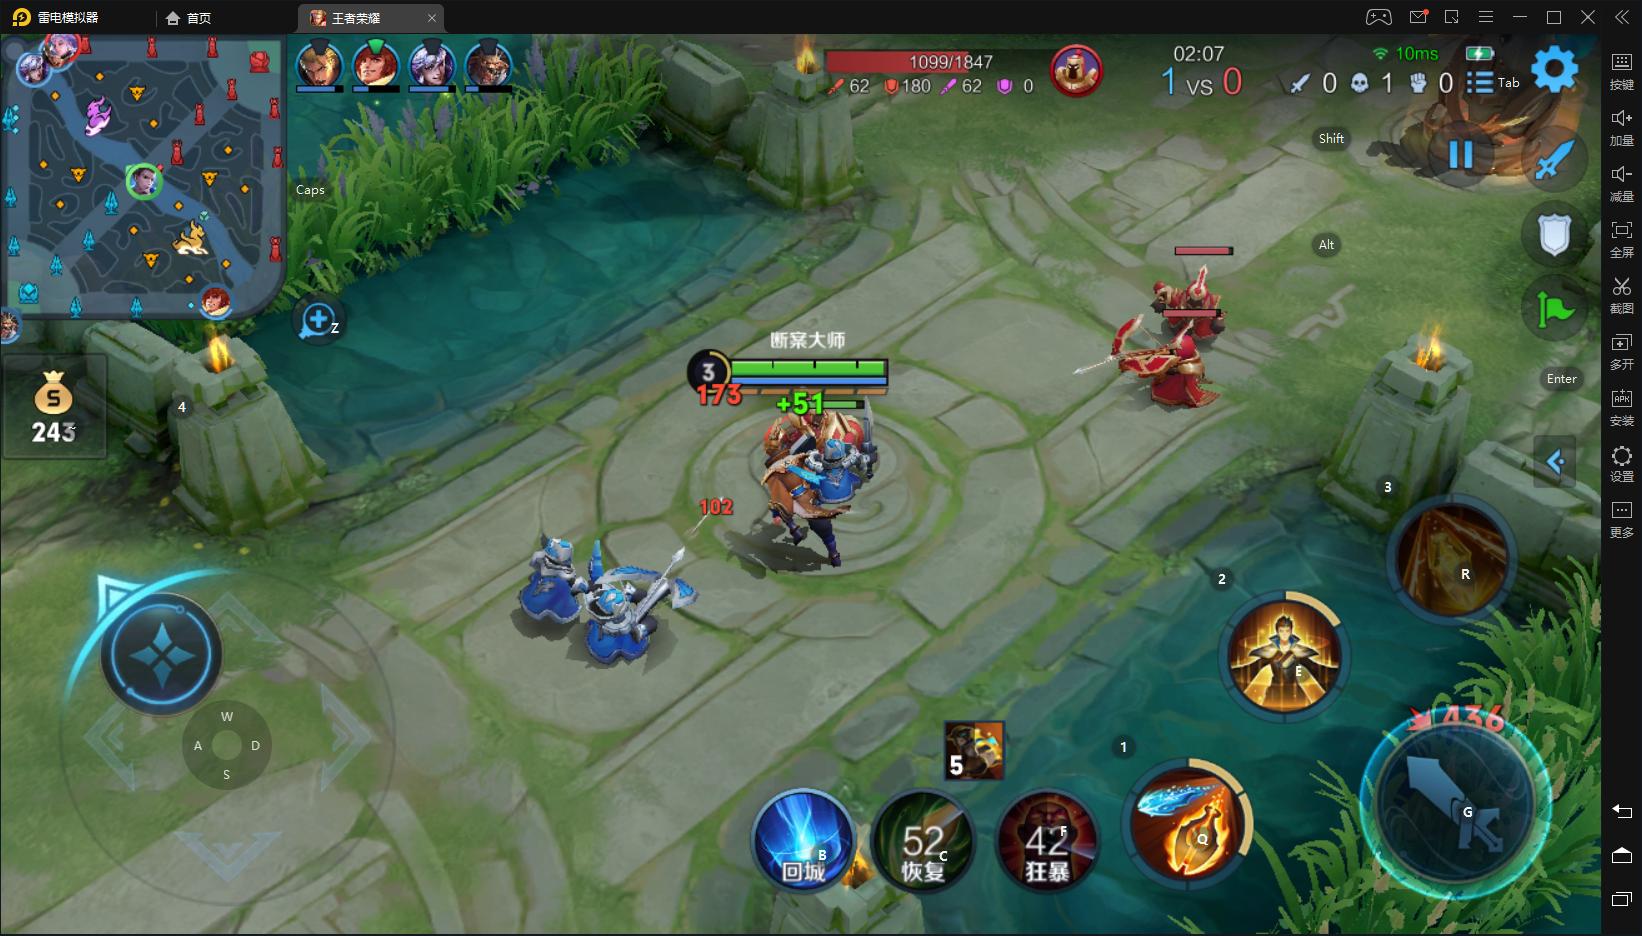 雷电模拟器
首页
王者荣耀
1099/1847
62
180
62
0
02:07
1 VS 0
10ms
0
1
0
Tab
按键
加量
减量
全屏
截图
多开
安装
设置
更多
Shift
Caps
Alt
Z
Enter
243
4
断案大师
3
173
+51
102
3
R
2
E
1
Q
436
G
W
A
D
S
5
B
回城
52
C
恢复
42
F
狂暴
S
APK